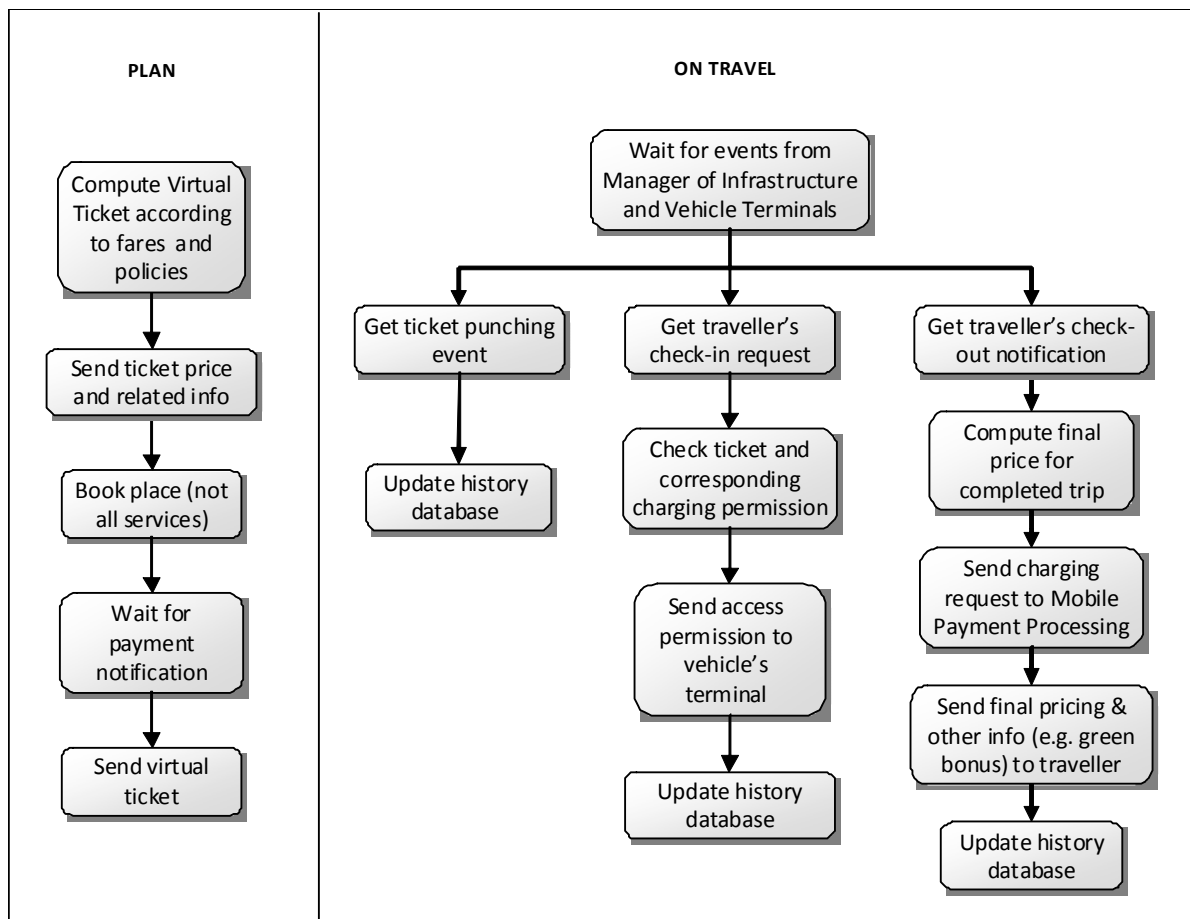 PLAN
Compute Virtual
Ticket according
to fares and
policies
Send ticket price
and related info
Book place (not
all services)
Wait for
payment
notification
Send virtual
ticket
ON TRAVEL
Wait for events from
Manager of Infrastructure
and Vehicle Terminals
Get ticket punching
event
Update history
database
Get traveller’s
check-in request
Check ticket and
corresponding
charging permission
Send access
permission to
vehicle’s
terminal
Update history
database
Get traveller’s check-
out notification
Compute final
price for
completed trip
Send charging
request to Mobile
Payment Processing
Send final pricing &
other info (e.g. green
bonus) to traveller
Update history
database